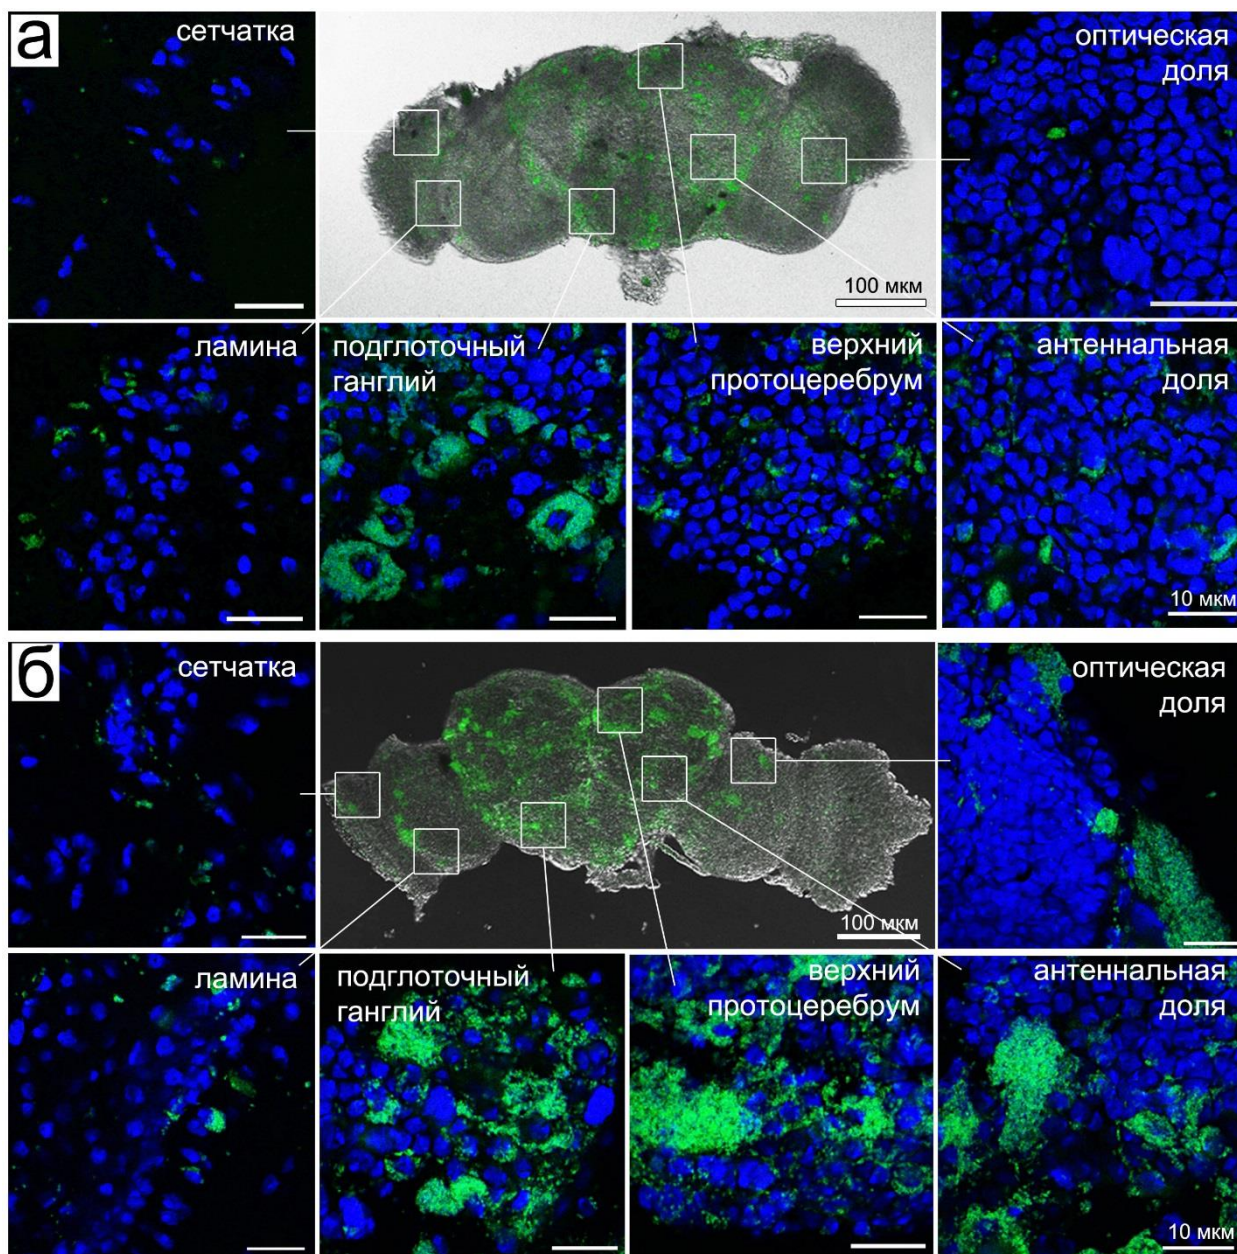 а
сетчатка
оптическая
доля
100 мкм
ламина
подглоточный
ганглий
верхний
протоцеребрум
антеннальная
доля
10 мкм
б
сетчатка
оптическая
доля
100 мкм
ламина
подглоточный
ганглий
верхний
протоцеребрум
антеннальная
доля
10 мкм